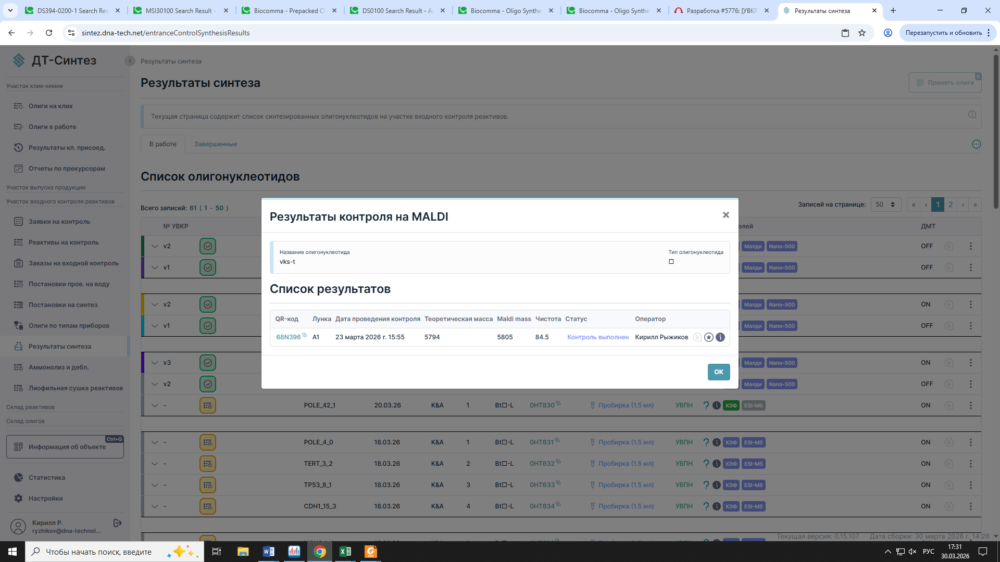 DS394-0200-1 Search Res
MSI30100 Search Result -
Biocomma - Prepacked C
DS0100 Search Result - A
Biocomma - Oligo Synthe
Biocomma - Oligo Synthe
Разработка #5776: [УВКР
Результаты синтеза
sintez.dna-tech.net/entranceControlSynthesisResults
Перезапустить и обновить
ДТ-Синтез
Участок клик-химии
Олиги на клик
Олиги в работе
Результаты кл. присоед.
Отчеты по прекурсорам
Участок выпуска продукции
Участок входного контроля реактивов
Заявки на контроль
Реактивы на контроль
Заказы на входной контроль
Постановки пров. на воду
Постановки на синтез
Олиги по типам приборов
Результаты синтеза
Аммонолиз и дебл.
Лиофильная сушка реактивов
Склад реактивов
Склад олигов
Ctrl+Q
Информация об объекте
Статистика
Настройки
Кирилл Р.
ryzhikov@dna-technol...
Результаты синтеза
Результаты синтеза
Принять олиги 0
Текущая страница содержит список синтезированных олигонуклеотидов на участке входного контроля реактивов.
В работе Завершенные
Список олигонуклеотидов
Всего записей: 61 ( 1 - 50 )
Записей на странице: 50 « ‹ 1 2 › »
№ УВКР олей ДМТ
v2 Малди Nano-500 OFF
v1 Малди Nano-500 OFF
v2 Малди Nano-500 ON
v1 Малди Nano-500 OFF
v3 Малди Nano-500 ON
v2 Малди Nano-500 OFF
- POLE_42_1 20.03.26 K&A 1 Bt□-L 0HT830 Пробирка (1.5 мл) УВПН ? КЭФ ESI-MS ON
- POLE_4_0 18.03.26 K&A 1 Bt□-L 0HT631 Пробирка (1.5 мл) УВПН ? КЭФ ESI-MS ON
- TERT_3_2 18.03.26 K&A 2 Bt□-L 0HT632 Пробирка (1.5 мл) УВПН ? КЭФ ESI-MS ON
- TP53_8_1 18.03.26 K&A 3 Bt□-L 0HT633 Пробирка (1.5 мл) УВПН ? КЭФ ESI-MS ON
- CDH1_15_3 18.03.26 K&A 4 Bt□-L 0HT634 Пробирка (1.5 мл) УВПН ? КЭФ ESI-MS ON
Результаты контроля на MALDI
Название олигонуклеотида
vks-t
Тип олигонуклеотида
□
Список результатов
QR-код Лунка Дата проведения контроля Теоретическая масса Maldi mass Чистота Статус Оператор
68N396 A1 23 марта 2026 г. 15:55 5794 5805 84.5 Контроль выполнен Кирилл Рыжиков
ОК
Текущая версия: 0.15.107 Дата сборки: 30 марта 2026 г. 14:26
Чтобы начать поиск, введите
РУС
17:31
30.03.2026